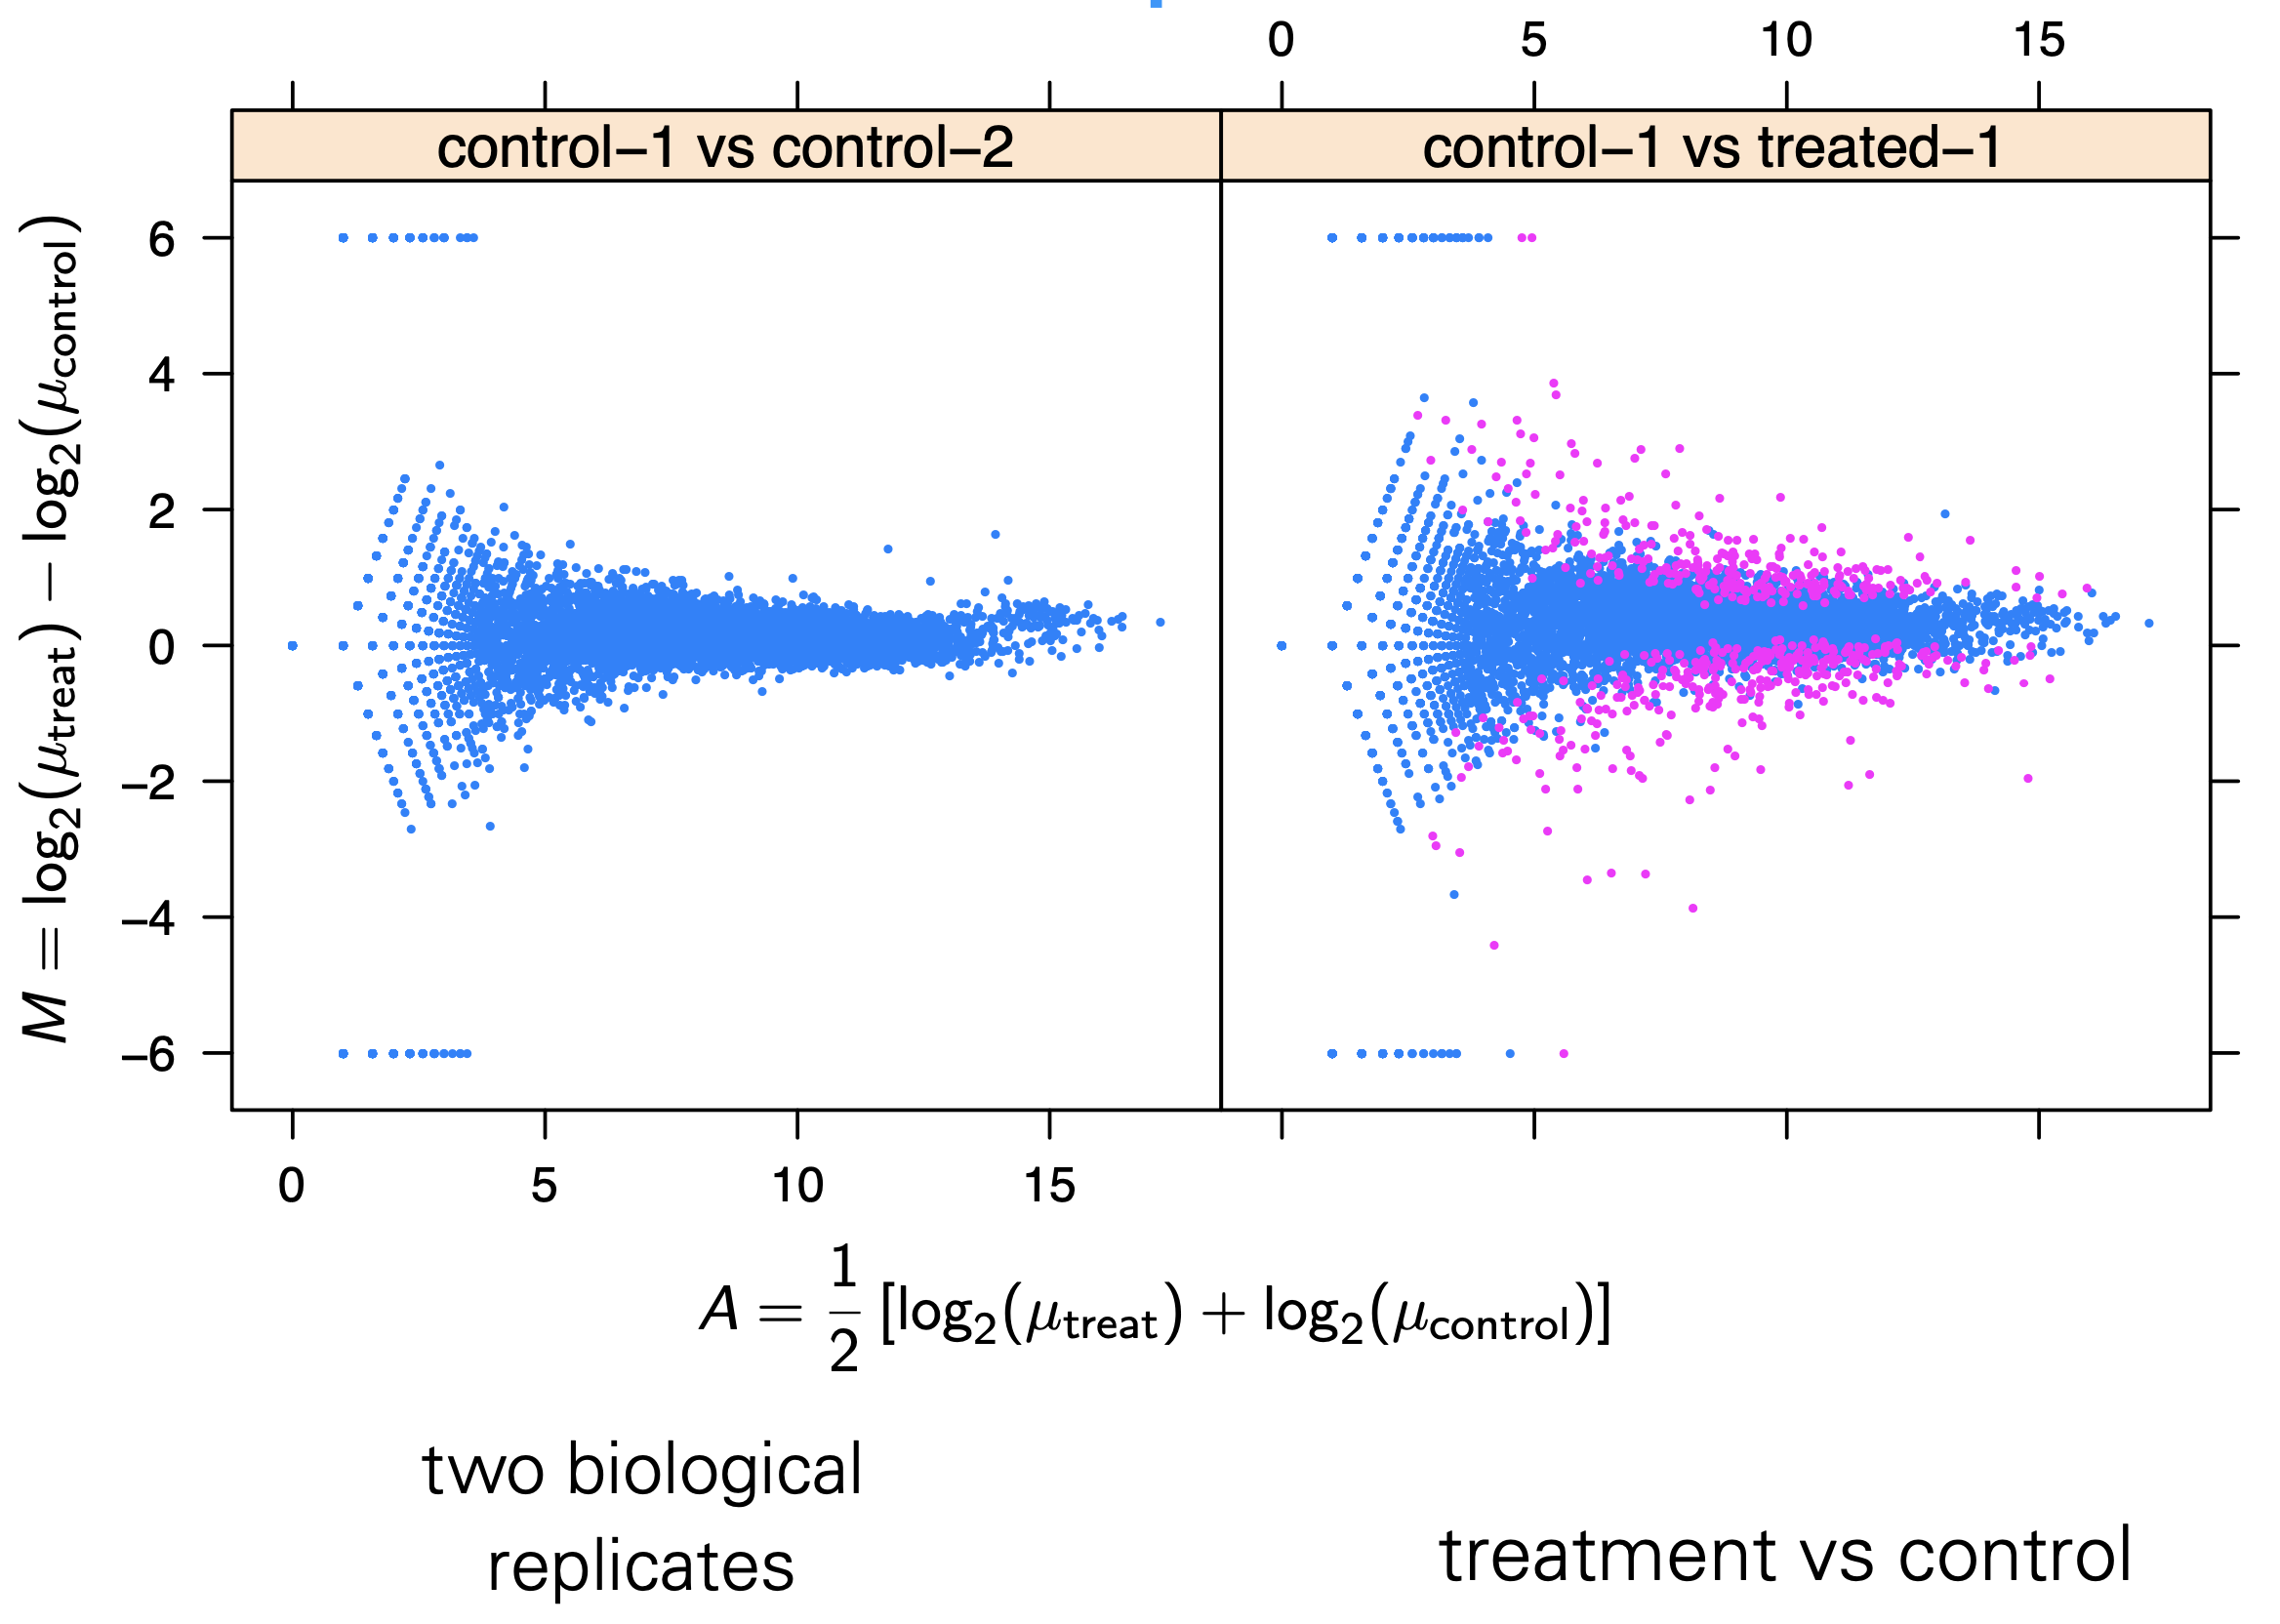 0 5 10 15
control−1 vs control−2 control−1 vs treated−1
6
4
2
0
−2
−4
−6
M = log₂(μtreat) − log₂(μcontrol)
0 5 10 15
A = 1/2 [log₂(μtreat) + log₂(μcontrol)]
two biological
replicates
treatment vs control